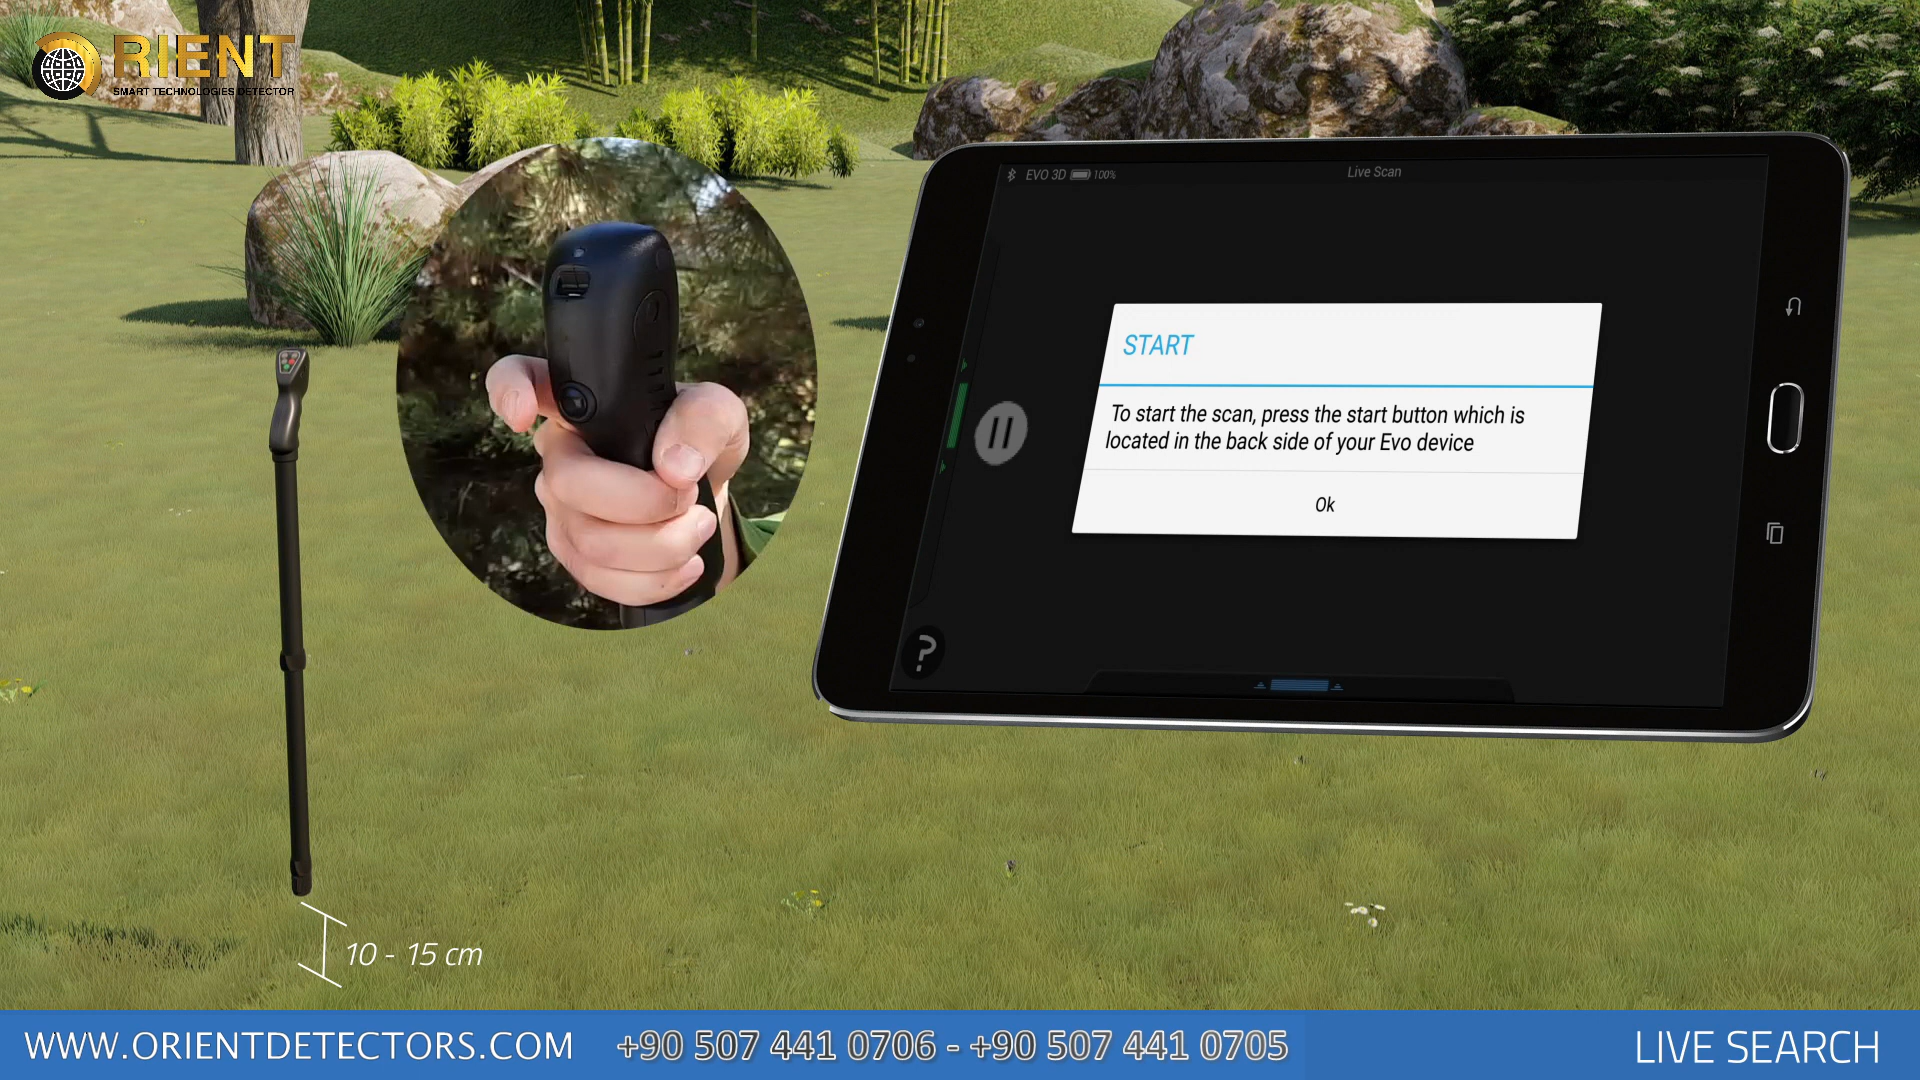 RIENT
SMART TECHNOLOGIES DETECTOR
EVO 3D 100%
Live Scan
START
To start the scan, press the start button which is
located in the back side of your Evo device
Ok
?
10 - 15 cm
WWW.ORIENTDETECTORS.COM
+90 507 441 0706 - +90 507 441 0705
LIVE SEARCH